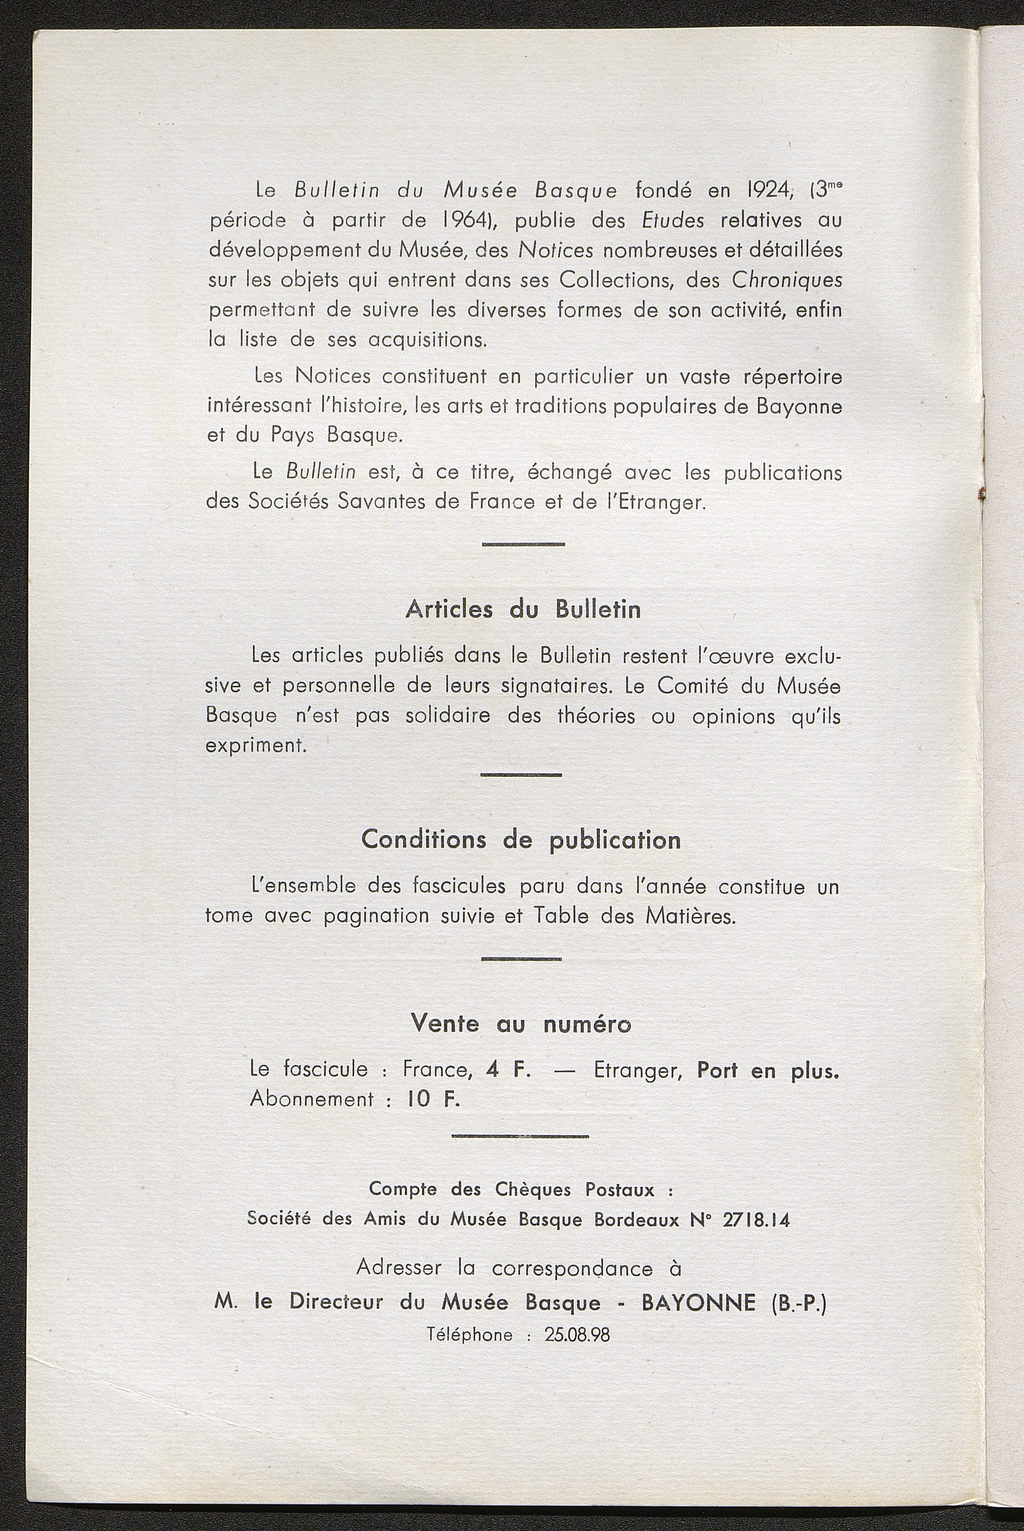 Le Bulletin du Musée Basque fondé en 1924, (3me
période à partir de 1964), publie des Etudes relatives au
développement du Musée, des Notices nombreuses et détaillées
sur les objets qui entrent dans ses Collections, des Chroniques
permettant de suivre les diverses formes de son activité, enfin
la liste de ses acquisitions.
Les Notices constituent en particulier un vaste répertoire
intéressant l'histoire, les arts et traditions populaires de Bayonne
et du Pays Basque.
Le Bulletin est, à ce titre, échangé avec les publications
des Sociétés Savantes de France et de l'Etranger.
Articles du Bulletin
Les articles publiés dans le Bulletin restent l'œuvre exclu-
sive et personnelle de leurs signataires. Le Comité du Musée
Basque n'est pas solidaire des théories ou opinions qu'ils
expriment.
Conditions de publication
L'ensemble des fascicules paru dans l'année constitue un
tome avec pagination suivie et Table des Matières.
Vente au numéro
Le fascicule : France, 4 F. — Etranger, Port en plus.
Abonnement : 10 F.
Compte des Chèques Postaux :
Société des Amis du Musée Basque Bordeaux N° 2718.14
Adresser la correspondance à
M. le Directeur du Musée Basque - BAYONNE (B.-P.)
Téléphone : 25.08.98